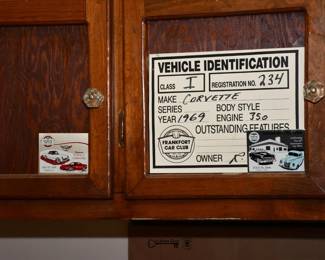 VEHICLE IDENTIFICATION
CLASS I REGISTRATION NO. 234
MAKE CORVETTE
SERIES BODY STYLE
YEAR 1969 ENGINE 350
OUTSTANDING FEATURES
FRANKFORT
CAR CLUB
OWNER